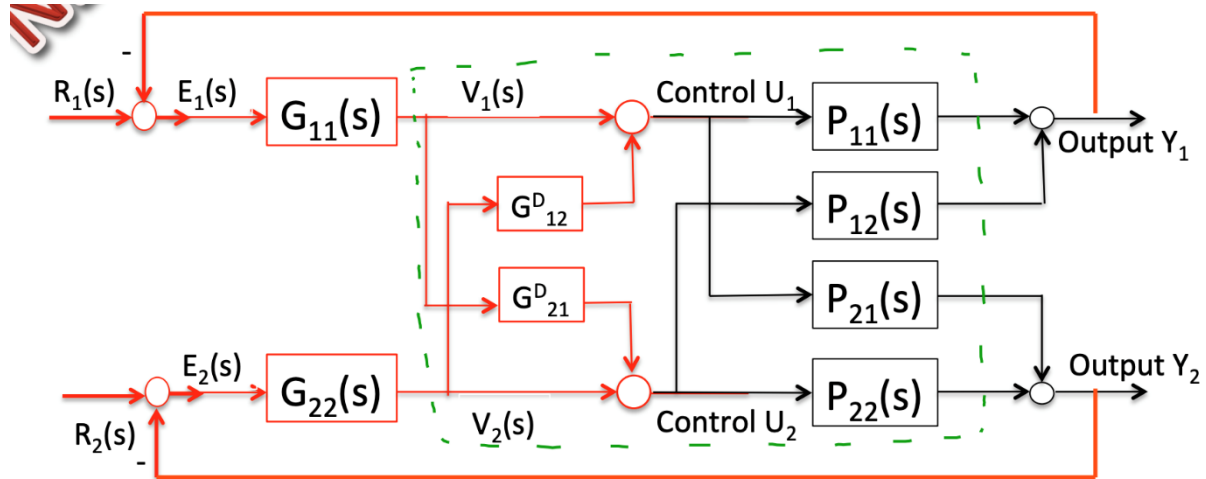 -
R₁(s)
E₁(s)
G₁₁(s)
V₁(s)
Control U₁
P₁₁(s)
Output Y₁
Gᴰ₁₂
P₁₂(s)
Gᴰ₂₁
P₂₁(s)
R₂(s)
E₂(s)
G₂₂(s)
V₂(s)
Control U₂
P₂₂(s)
Output Y₂
-